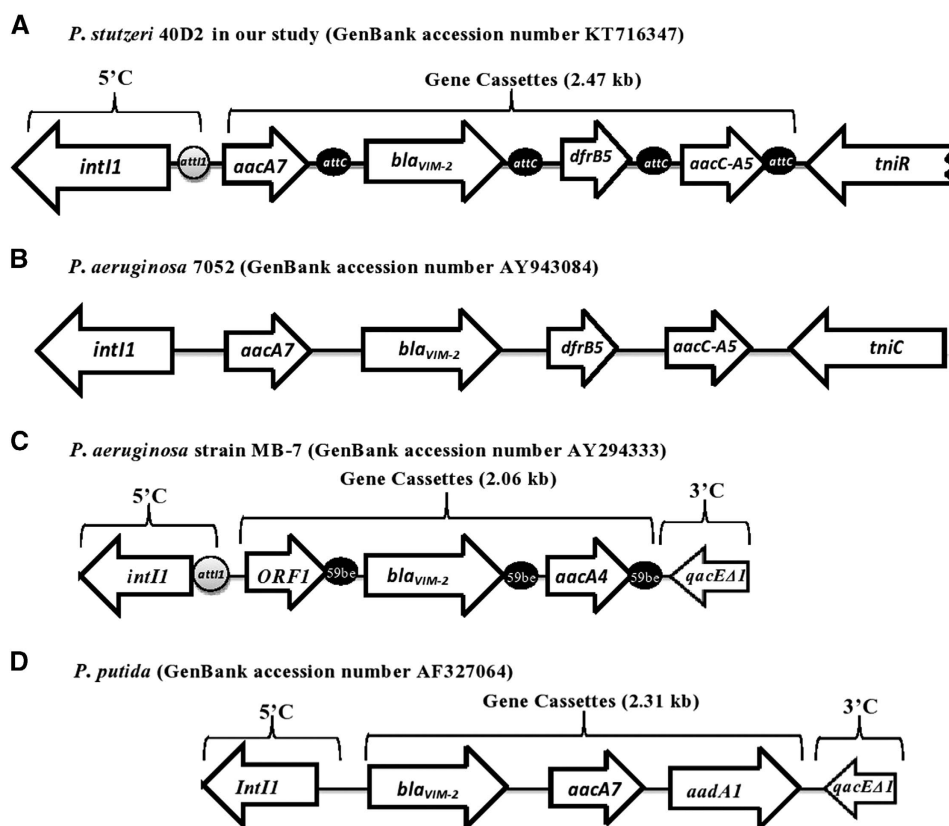 A
P. stutzeri 40D2 in our study (GenBank accession number KT716347)
5'C
Gene Cassettes (2.47 kb)
intI1 attI1 aacA7 attC blaVIM-2 attC dfrB5 attC aacC-A5 attC tniR
B
P. aeruginosa 7052 (GenBank accession number AY943084)
intI1 aacA7 blaVIM-2 dfrB5 aacC-A5 tniC
C
P. aeruginosa strain MB-7 (GenBank accession number AY294333)
Gene Cassettes (2.06 kb)
5'C 3'C
intI1 attI1 ORF1 59be blaVIM-2 59be aacA4 59be qacEΔ1
D
P. putida (GenBank accession number AF327064)
5'C Gene Cassettes (2.31 kb) 3'C
IntI1 blaVIM-2 aacA7 aadA1 qacEΔ1